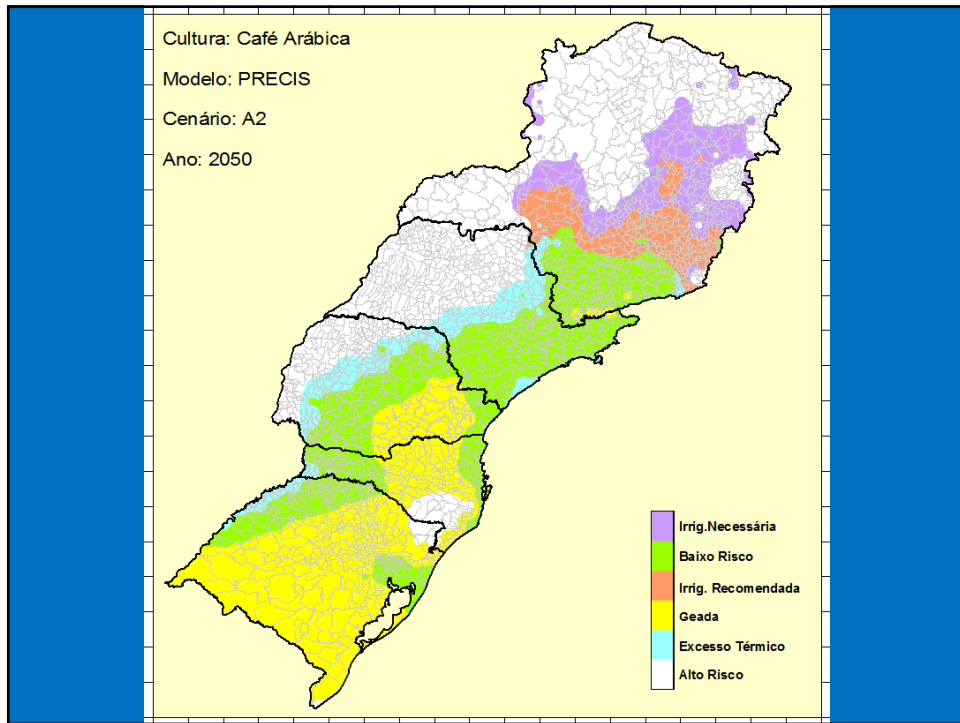 Cultura: Café Arábica
Modelo: PRECIS
Cenário: A2
Ano: 2050
Irrig.Necessária
Baixo Risco
Irrig. Recomendada
Geada
Excesso Térmico
Alto Risco